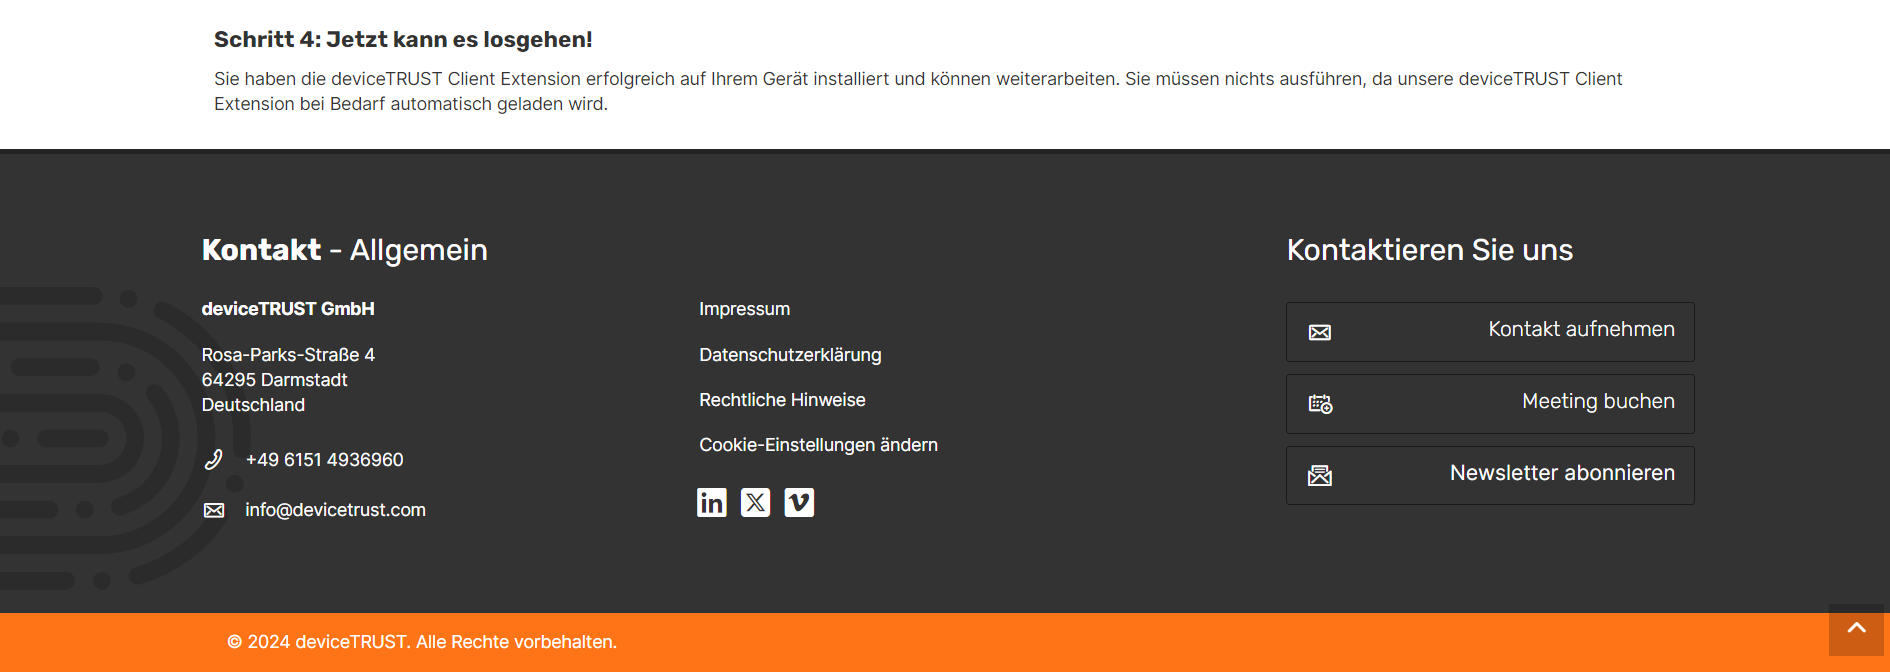 Schritt 4: Jetzt kann es losgehen!
Sie haben die deviceTRUST Client Extension erfolgreich auf Ihrem Gerät installiert und können weiterarbeiten. Sie müssen nichts ausführen, da unsere deviceTRUST Client
Extension bei Bedarf automatisch geladen wird.
Kontakt - Allgemein
deviceTRUST GmbH
Rosa-Parks-Straße 4
64295 Darmstadt
Deutschland
+49 6151 4936960
info@devicetrust.com
Impressum
Datenschutzerklärung
Rechtliche Hinweise
Cookie-Einstellungen ändern
Kontaktieren Sie uns
Kontakt aufnehmen
Meeting buchen
Newsletter abonnieren
© 2024 deviceTRUST. Alle Rechte vorbehalten.